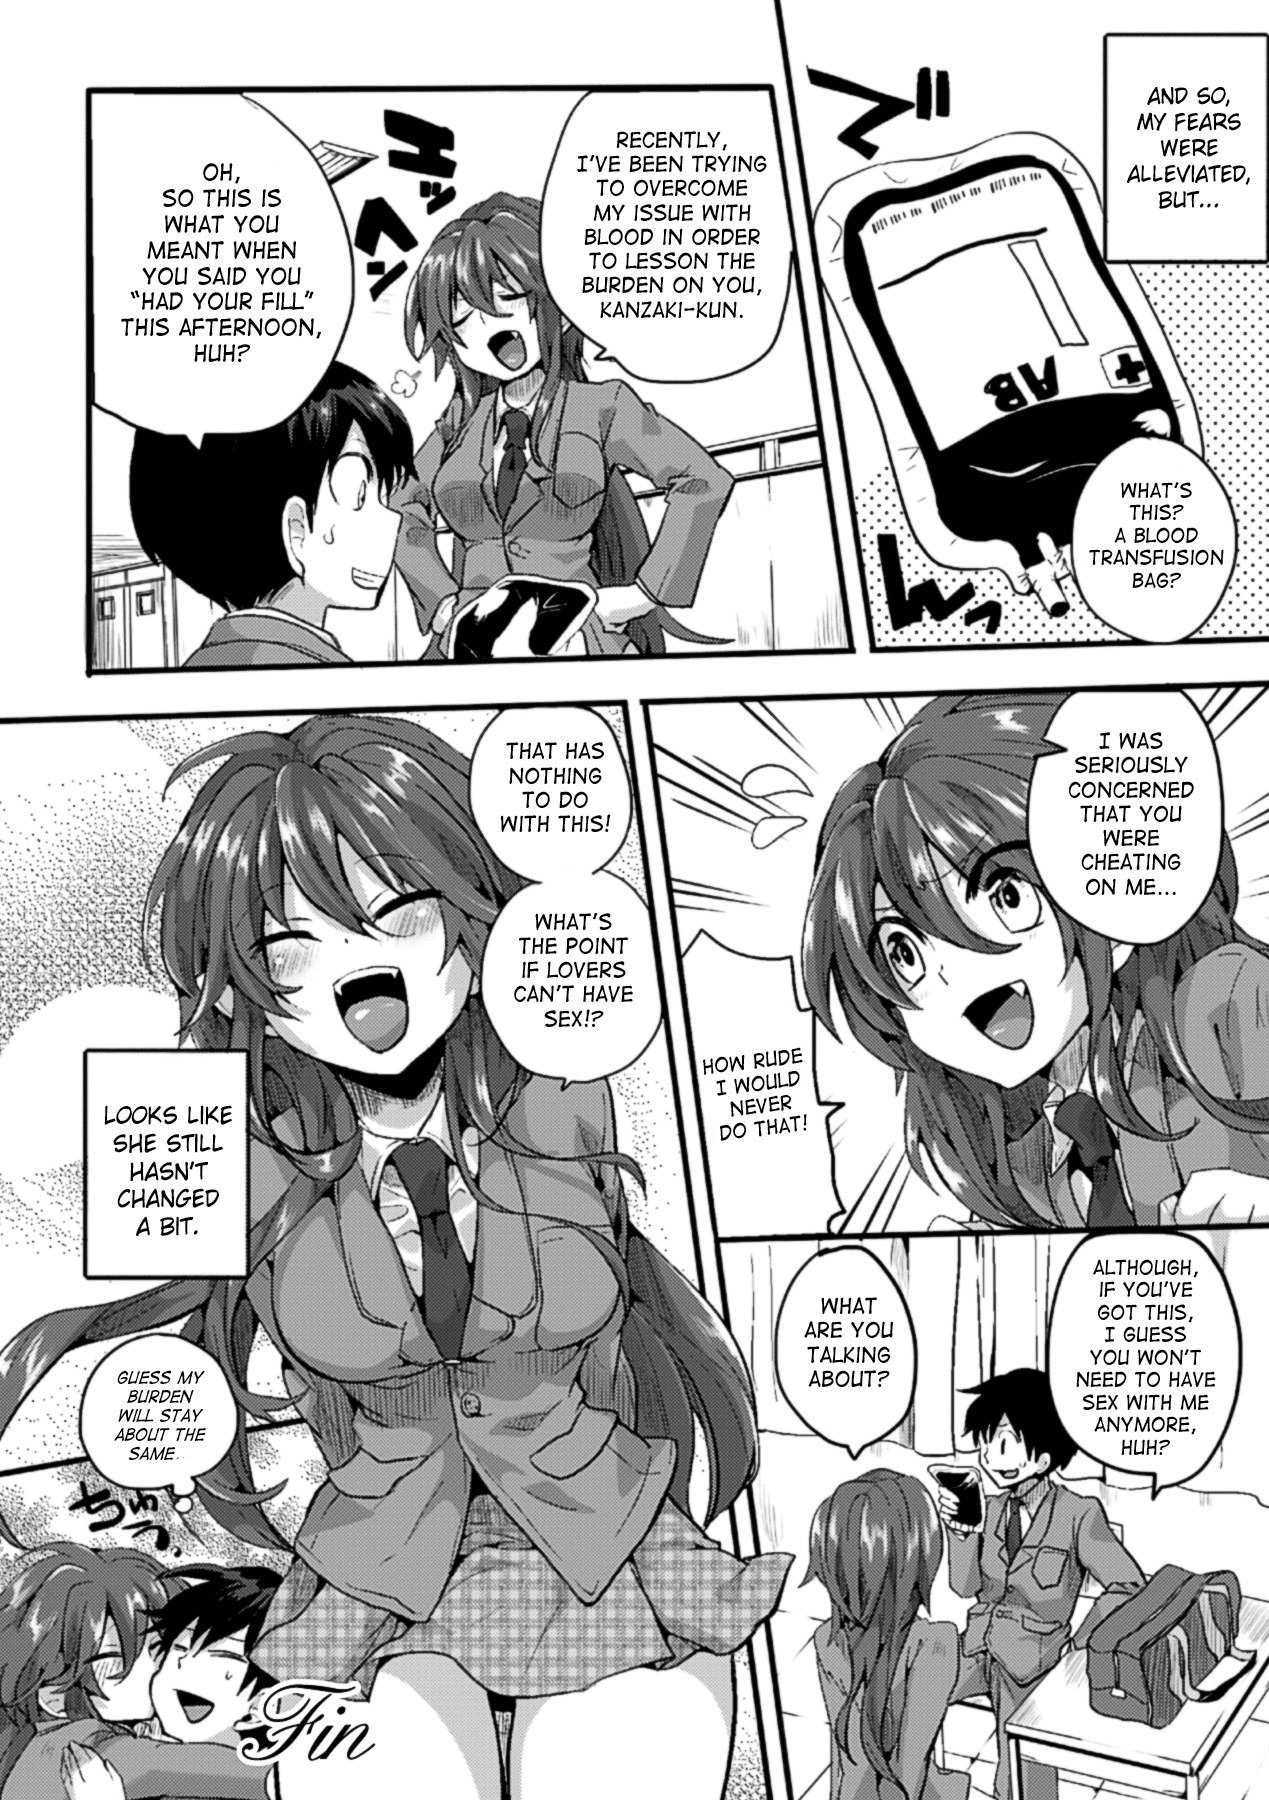 AND SO,
MY FEARS
WERE
ALLEVIATED,
BUT...
AB
WHAT'S
THIS?
A BLOOD
TRANSFUSION
BAG?
RECENTLY,
I'VE BEEN TRYING
TO OVERCOME
MY ISSUE WITH
BLOOD IN ORDER
TO LESSON THE
BURDEN ON YOU,
KANZAKI-KUN.
OH,
SO THIS IS
WHAT YOU
MEANT WHEN
YOU SAID YOU
"HAD YOUR FILL"
THIS AFTERNOON,
HUH?
I WAS
SERIOUSLY
CONCERNED
THAT YOU
WERE
CHEATING
ON ME...
HOW RUDE
I WOULD
NEVER
DO THAT!
ALTHOUGH,
IF YOU'VE
GOT THIS,
I GUESS
YOU WON'T
NEED TO HAVE
SEX WITH ME
ANYMORE,
HUH?
WHAT
ARE YOU
TALKING
ABOUT?
THAT HAS
NOTHING
TO DO
WITH THIS!
WHAT'S
THE POINT
IF LOVERS
CAN'T HAVE
SEX!?
LOOKS LIKE
SHE STILL
HASN'T
CHANGED
A BIT.
GUESS MY
BURDEN
WILL STAY
ABOUT THE
SAME.
ちゅっ
Fin